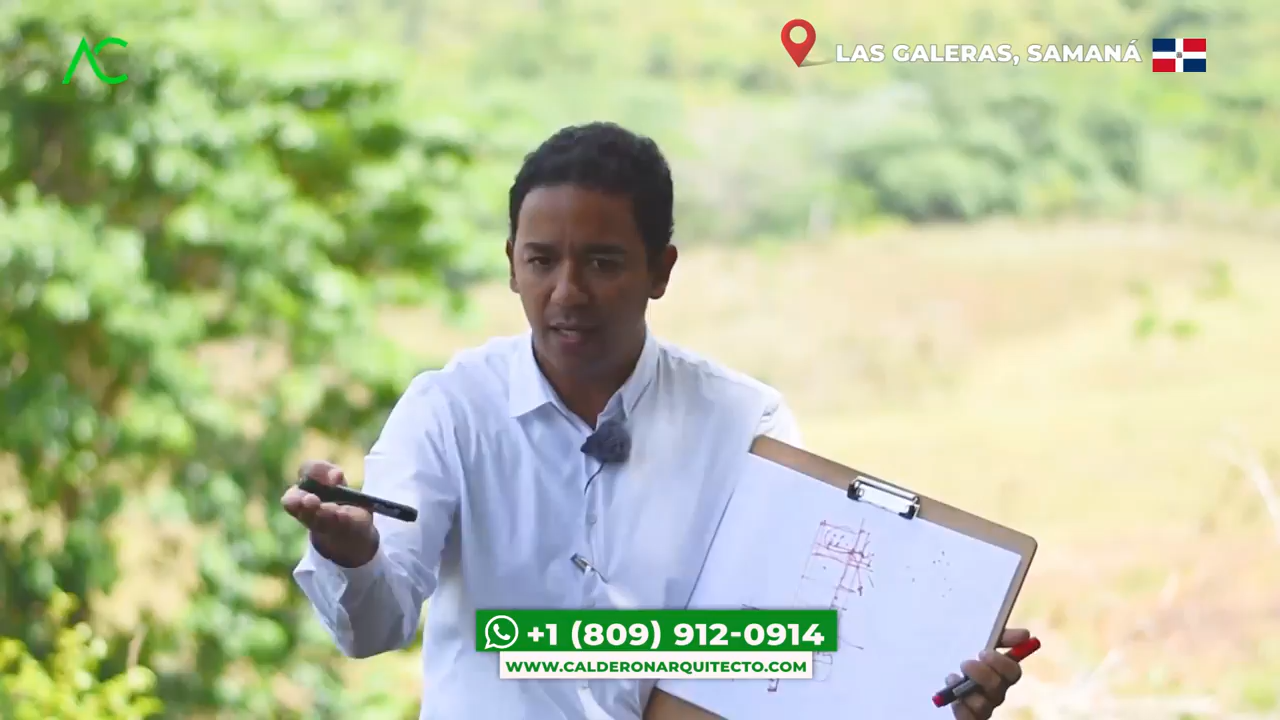 AC
LAS GALERAS, SAMANÁ
+1 (809) 912-0914
WWW.CALDERONARQUITECTO.COM